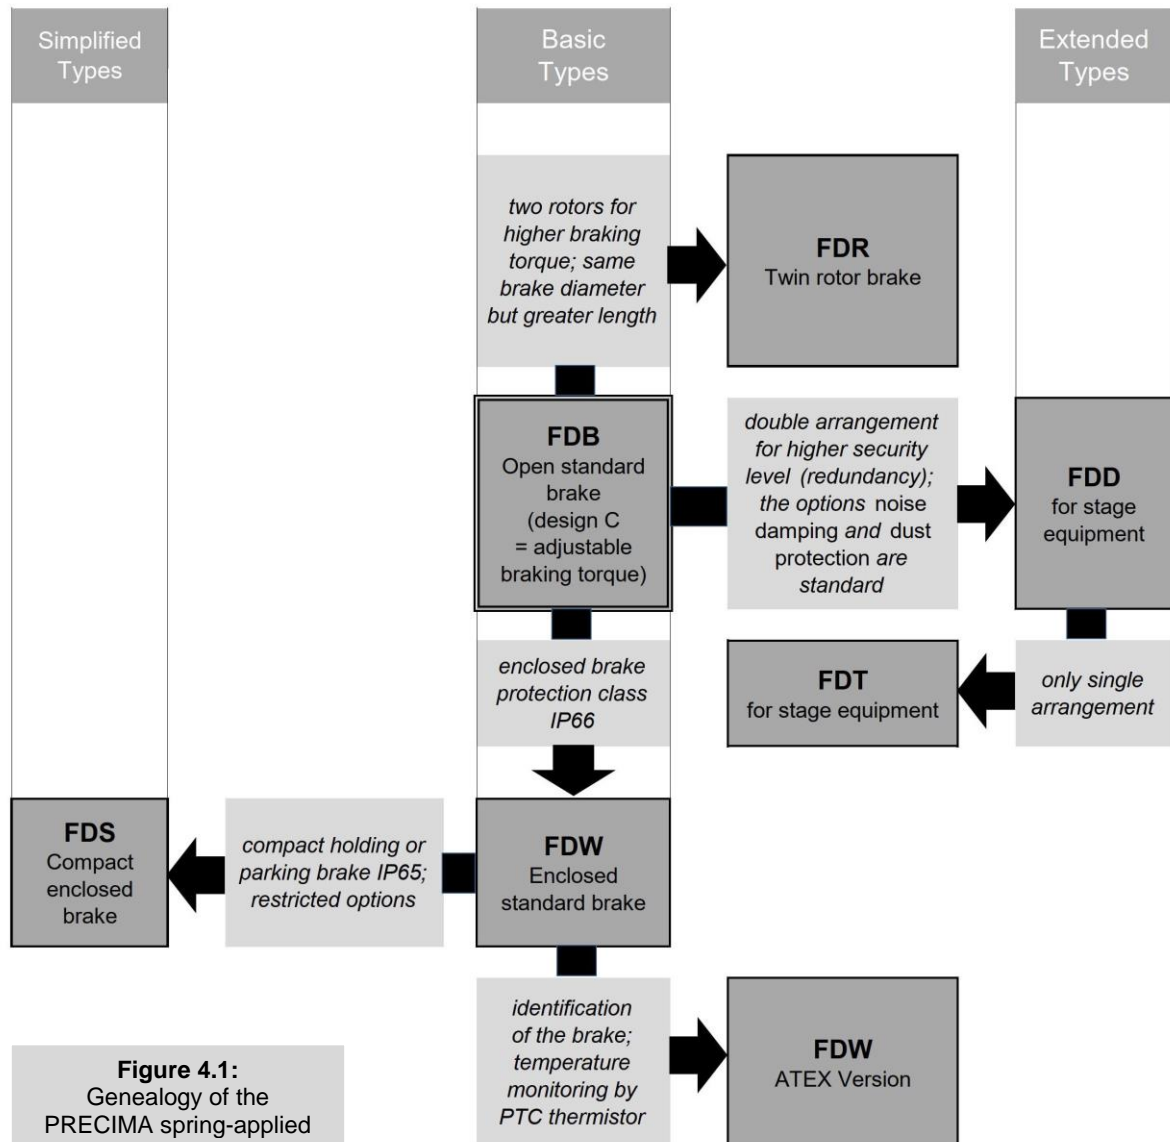 Simplified
Types
Basic
Types
Extended
Types
two rotors for
higher braking
torque; same
brake diameter
but greater length
FDR
Twin rotor brake
FDB
Open standard
brake
(design C
= adjustable
braking torque)
double arrangement
for higher security
level (redundancy);
the options noise
damping and dust
protection are
standard
FDD
for stage
equipment
enclosed brake
protection class
IP66
FDT
for stage equipment
only single
arrangement
FDS
Compact
enclosed
brake
compact holding or
parking brake IP65;
restricted options
FDW
Enclosed
standard brake
identification
of the brake;
temperature
monitoring by
PTC thermistor
FDW
ATEX Version
Figure 4.1:
Genealogy of the
PRECIMA spring-applied